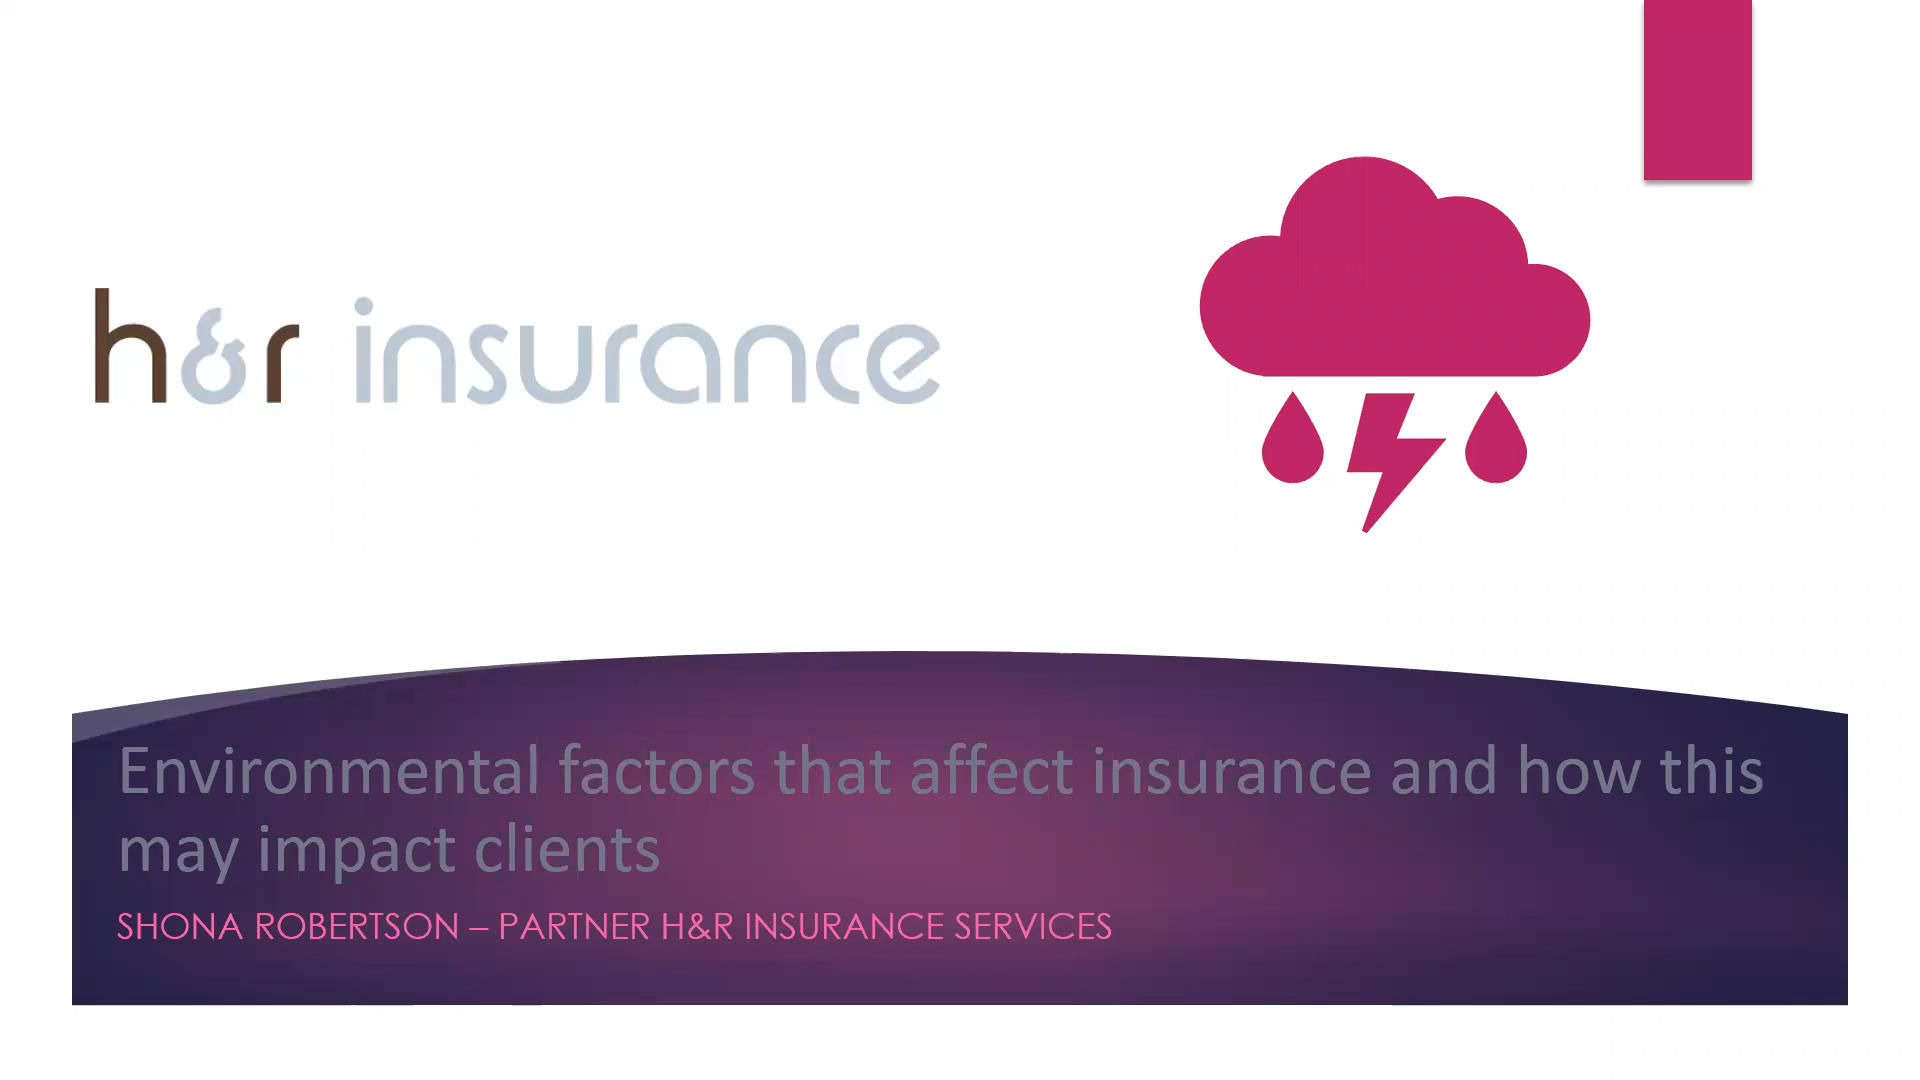 h&r insurance
Environmental factors that affect insurance and how this
may impact clients
SHONA ROBERTSON – PARTNER H&R INSURANCE SERVICES